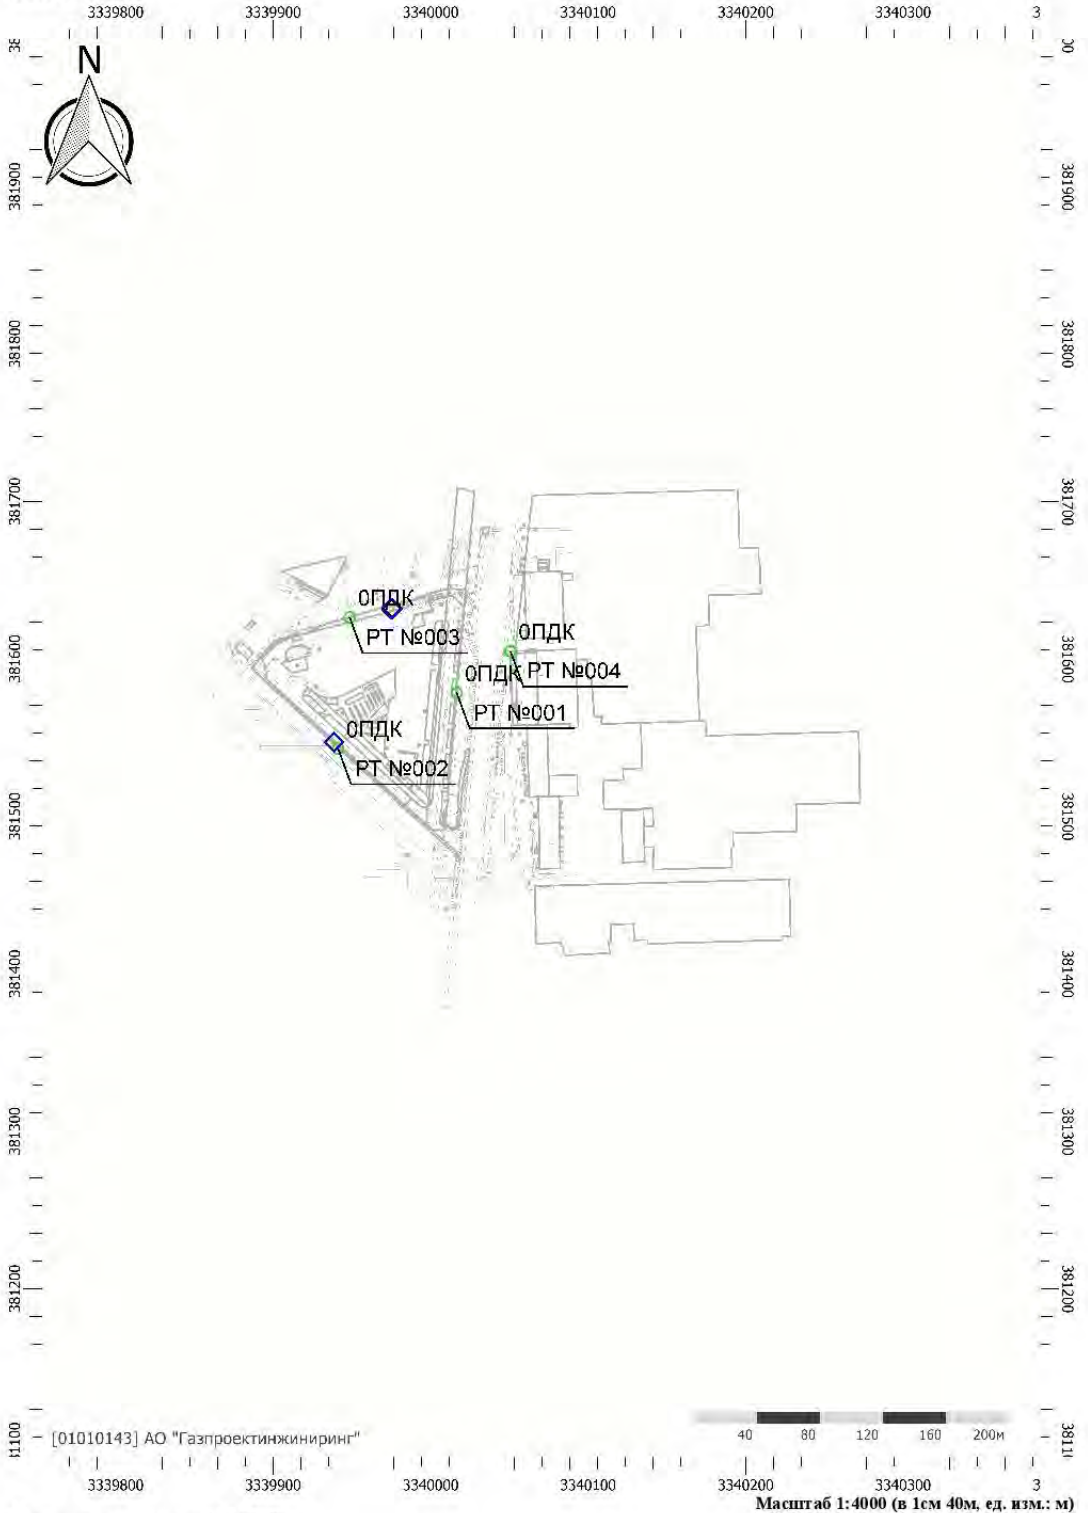 3339800 3339900 3340000 3340100 3340200 3340300 3
N
381900 381900
381800 381800
381700 381700
0ПДК
РТ №003
0ПДК
РТ №004
381600 381600
0ПДК
РТ №001
0ПДК
РТ №002
381500 381500
381400 381400
381300 381300
381200 381200
[01010143] АО "Газпроектинжиниринг"
40 80 120 160 200м
3339800 3339900 3340000 3340100 3340200 3340300 3
Масштаб 1:4000 (в 1см 40м, ед. изм.: м)